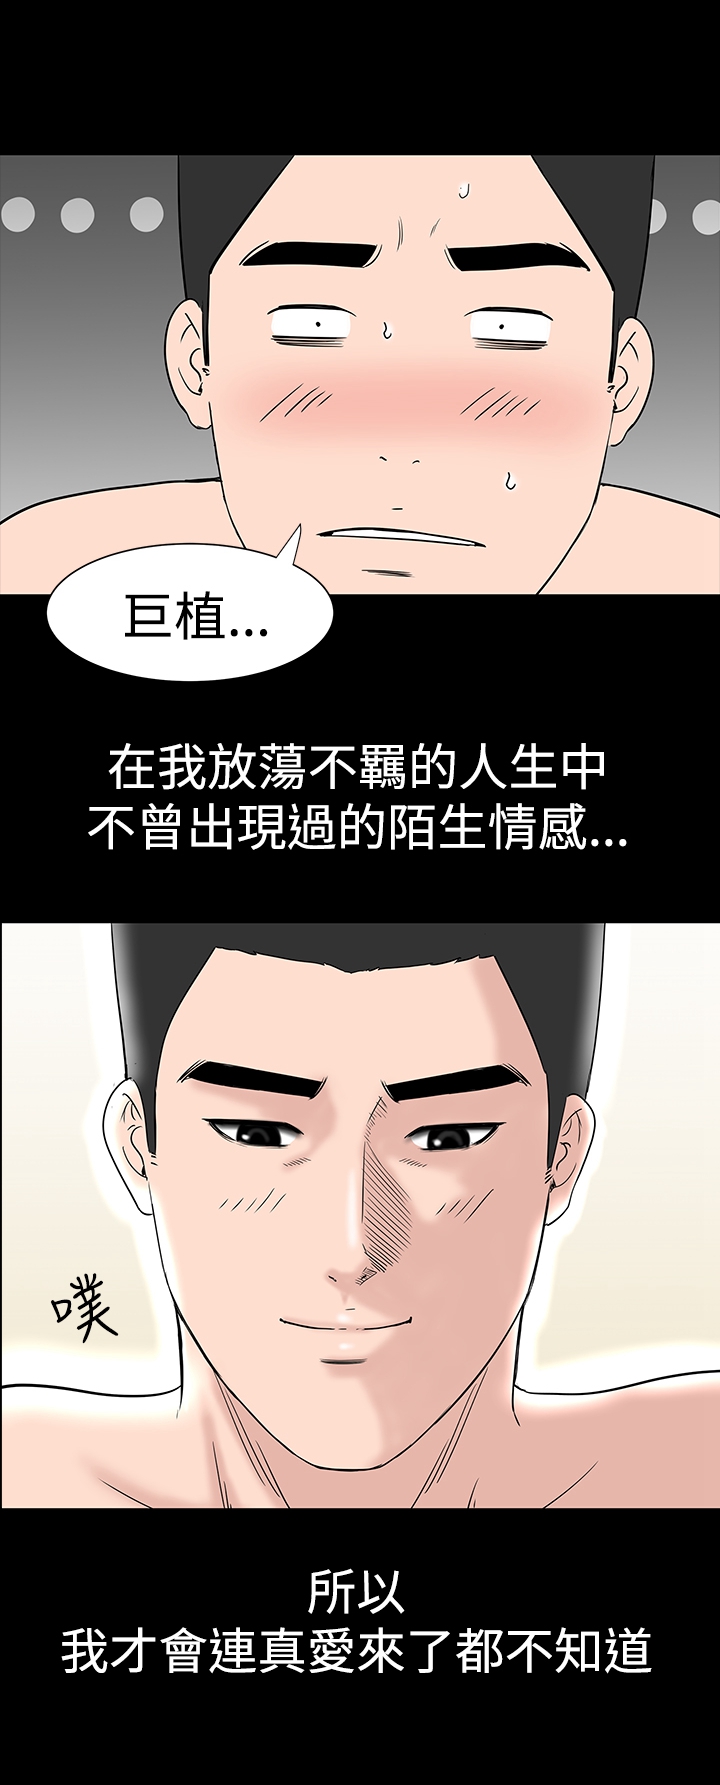 巨植…
在我放蕩不羈的人生中
不曾出現過的陌生情感…
噗
所以
我才會連真愛來了都不知道